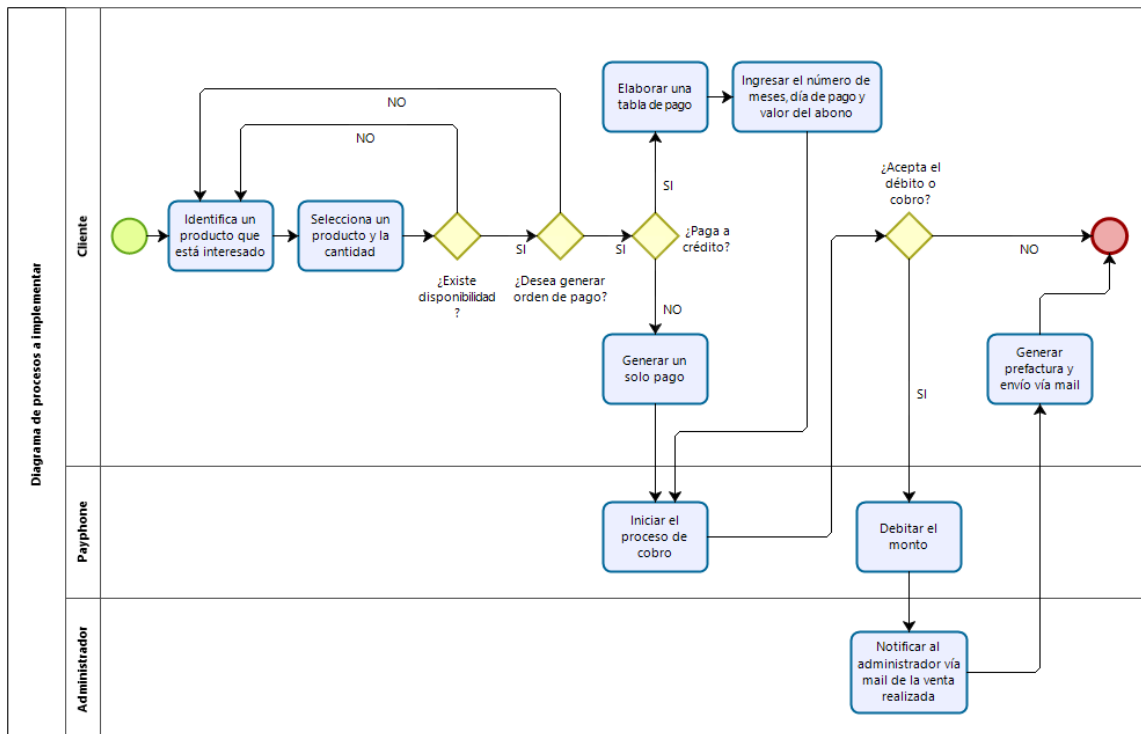 Diagrama de procesos a implementar
Cliente
Payphone
Administrador
Identifica un
producto que
está interesado
Selecciona un
producto y la
cantidad
NO
NO
¿Existe
disponibilidad
?
SI
¿Desea generar
orden de pago?
SI
¿Paga a
crédito?
SI
Elaborar una
tabla de pago
Ingresar el número de
meses, día de pago y
valor del abono
NO
Generar un
solo pago
Iniciar el
proceso de
cobro
¿Acepta el
débito o
cobro?
NO
SI
Debitar el
monto
Notificar al
administrador vía
mail de la venta
realizada
Generar
prefactura y
envío vía mail